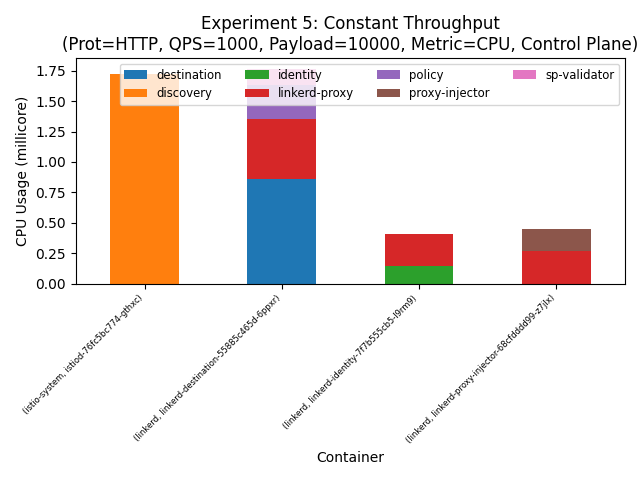 Experiment 5: Constant Throughput
(Prot=HTTP, QPS=1000, Payload=10000, Metric=CPU, Control Plane)
destination
discovery
identity
linkerd-proxy
policy
proxy-injector
sp-validator
CPU Usage (millicore)
1.75
1.50
1.25
1.00
0.75
0.50
0.25
0.00
(istio-system, istiod-76fc5bc774-gthxc)
(linkerd, linkerd-destination-55885c465d-6ppxr)
(linkerd, linkerd-identity-7f7b555cb5-l9rm9)
(linkerd, linkerd-proxy-injector-68cfdddd99-z7jlx)
Container